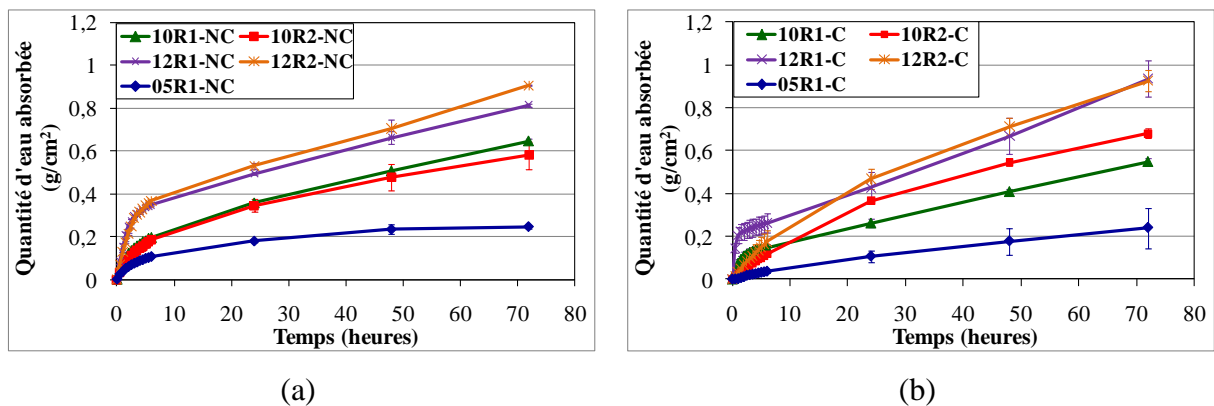 1,2
1
0,8
0,6
0,4
0,2
0
Quantité d'eau absorbée
(g/cm²)
10R1-NC 10R2-NC
12R1-NC 12R2-NC
05R1-NC
0 10 20 30 40 50 60 70 80
Temps (heures)
(a)
1,2
1
0,8
0,6
0,4
0,2
0
Quantité d'eau absorbée
(g/cm²)
10R1-C 10R2-C
12R1-C 12R2-C
05R1-C
0 10 20 30 40 50 60 70 80
Temps (heures)
(b)